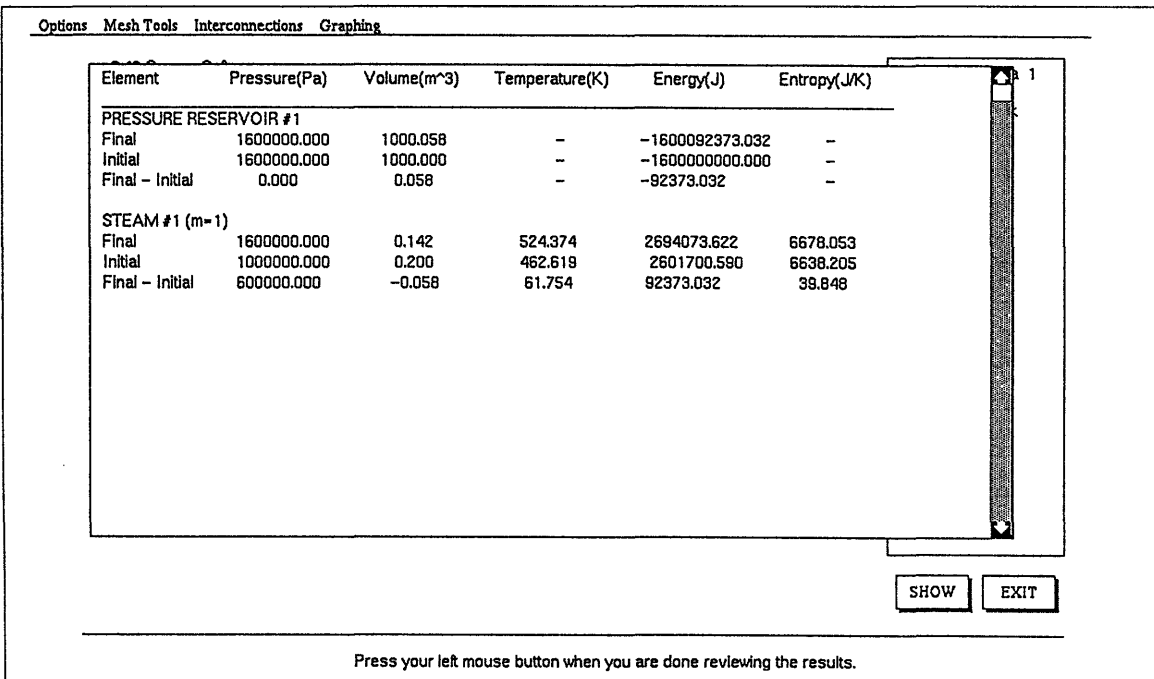 Options Mesh Tools Interconnections Graphing
Element Pressure(Pa) Volume(m^3) Temperature(K) Energy(J) Entropy(J/K)
1
PRESSURE RESERVOIR #1
Final 1600000.000 1000.058 – −1600092373.032 –
Initial 1600000.000 1000.000 – −1600000000.000 –
Final – Initial 0.000 0.058 – −92373.032 –
STEAM #1 (m=1)
Final 1600000.000 0.142 524.374 2694073.622 6678.053
Initial 1000000.000 0.200 462.619 2601700.590 6638.205
Final – Initial 600000.000 −0.058 61.754 92373.032 39.848
SHOW EXIT
Press your left mouse button when you are done reviewing the results.